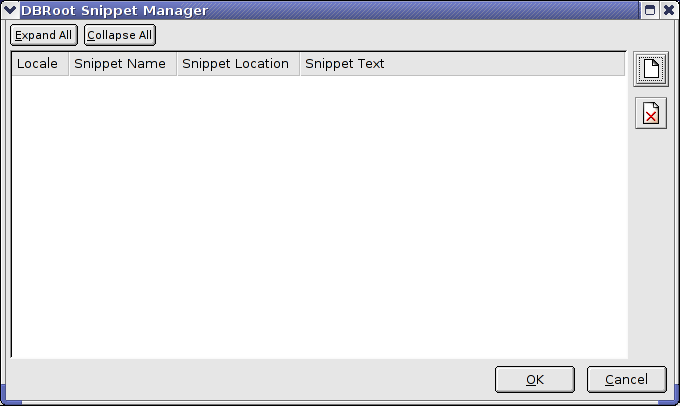 DBRoot Snippet Manager
Expand All Collapse All
Locale Snippet Name Snippet Location Snippet Text
OK Cancel